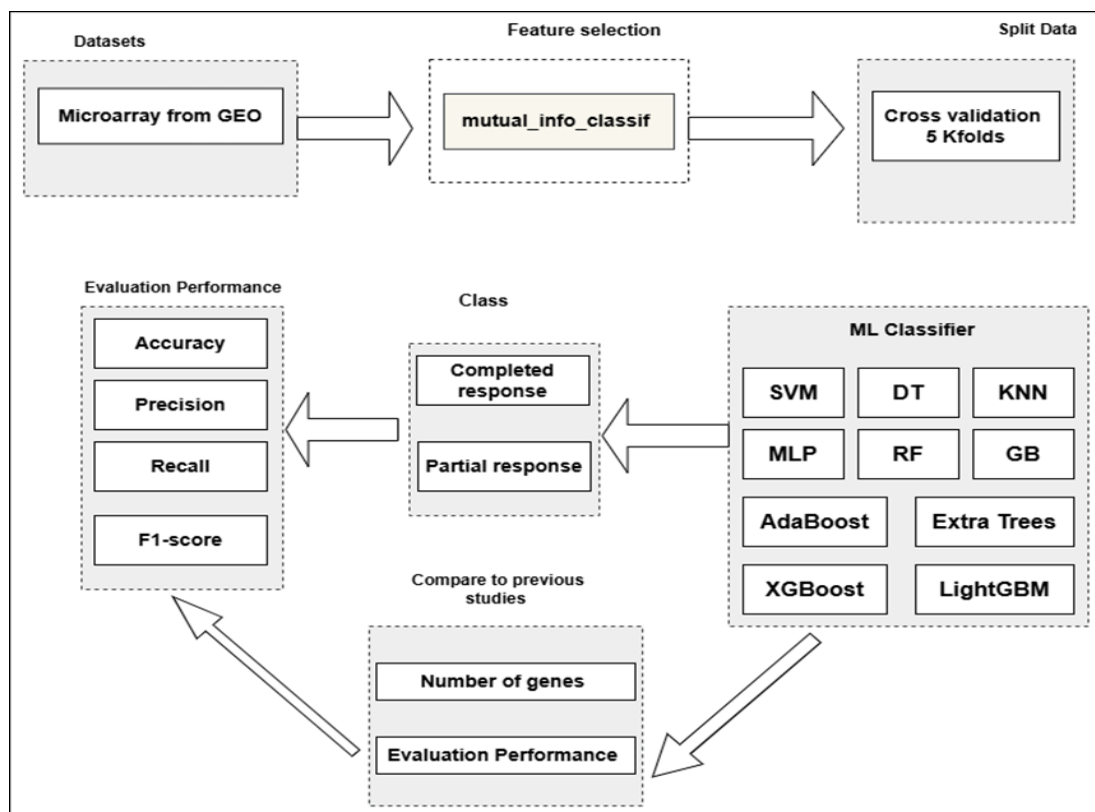 Datasets
Microarray from GEO
Feature selection
mutual_info_classif
Split Data
Cross validation
5 Kfolds
Evaluation Performance
Accuracy
Precision
Recall
F1-score
Class
Completed
response
Partial response
ML Classifier
SVM
DT
KNN
MLP
RF
GB
AdaBoost
Extra Trees
XGBoost
LightGBM
Compare to previous
studies
Number of genes
Evaluation Performance